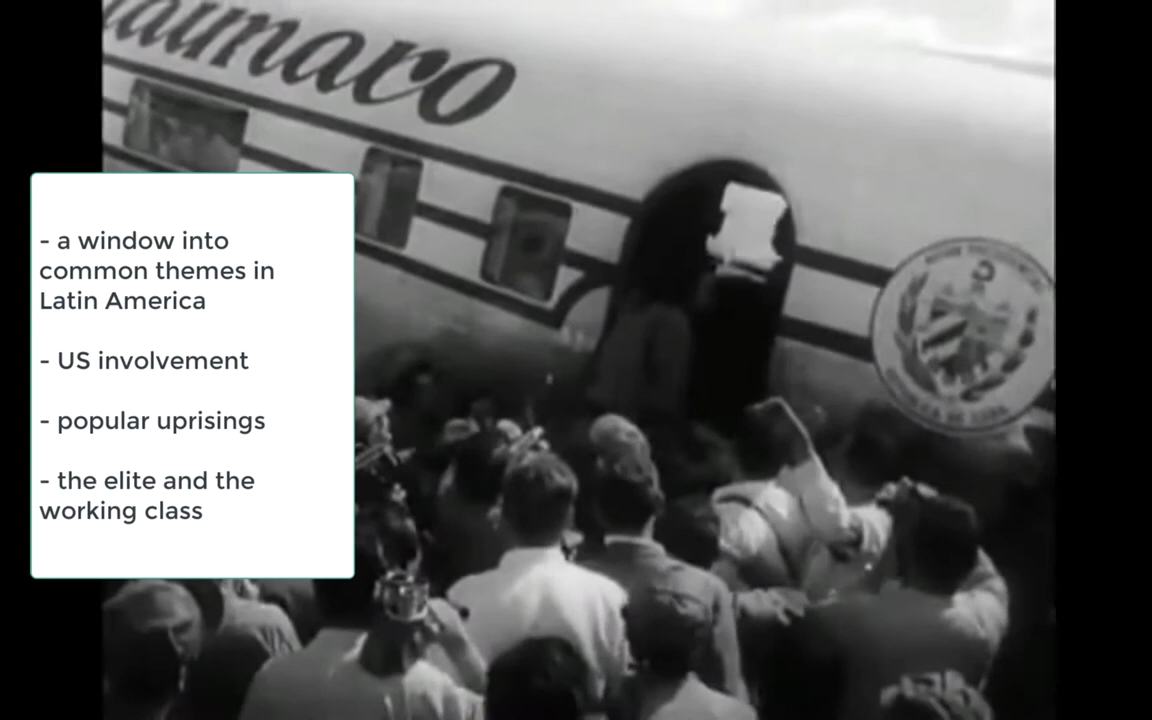 - a window into
common themes in
Latin America
- US involvement
- popular uprisings
- the elite and the
working class